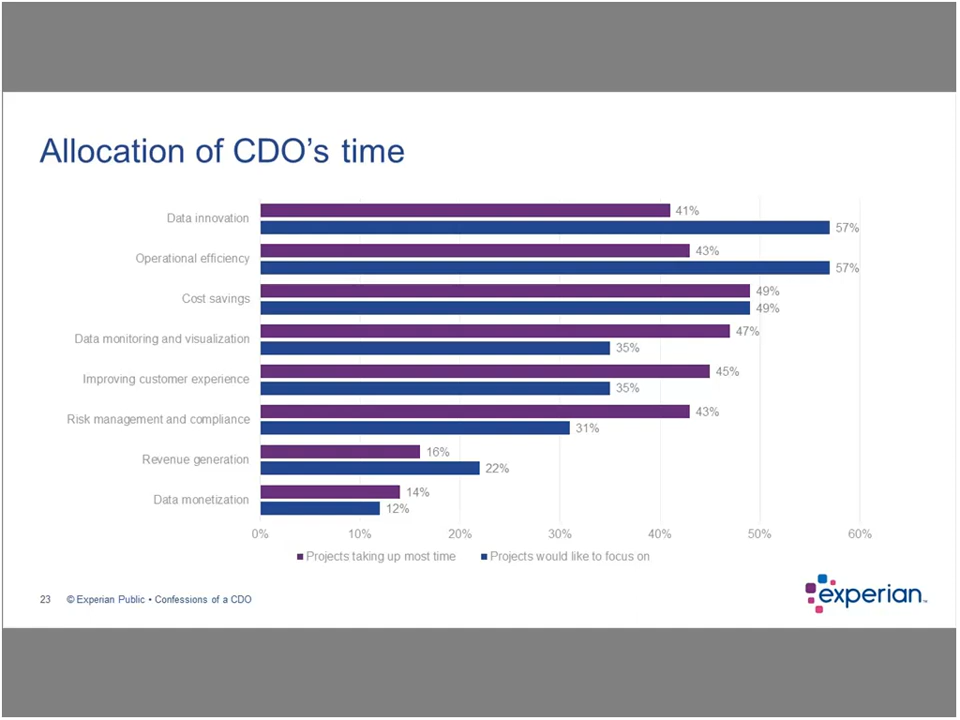 Allocation of CDO's time
Data innovation
41%
57%
Operational efficiency
43%
57%
Cost savings
49%
49%
Data monitoring and visualization
47%
35%
Improving customer experience
45%
35%
Risk management and compliance
43%
31%
Revenue generation
16%
22%
Data monetization
14%
12%
0% 10% 20% 30% 40% 50% 60%
Projects taking up most time Projects would like to focus on
23 © Experian Public • Confessions of a CDO
experian™